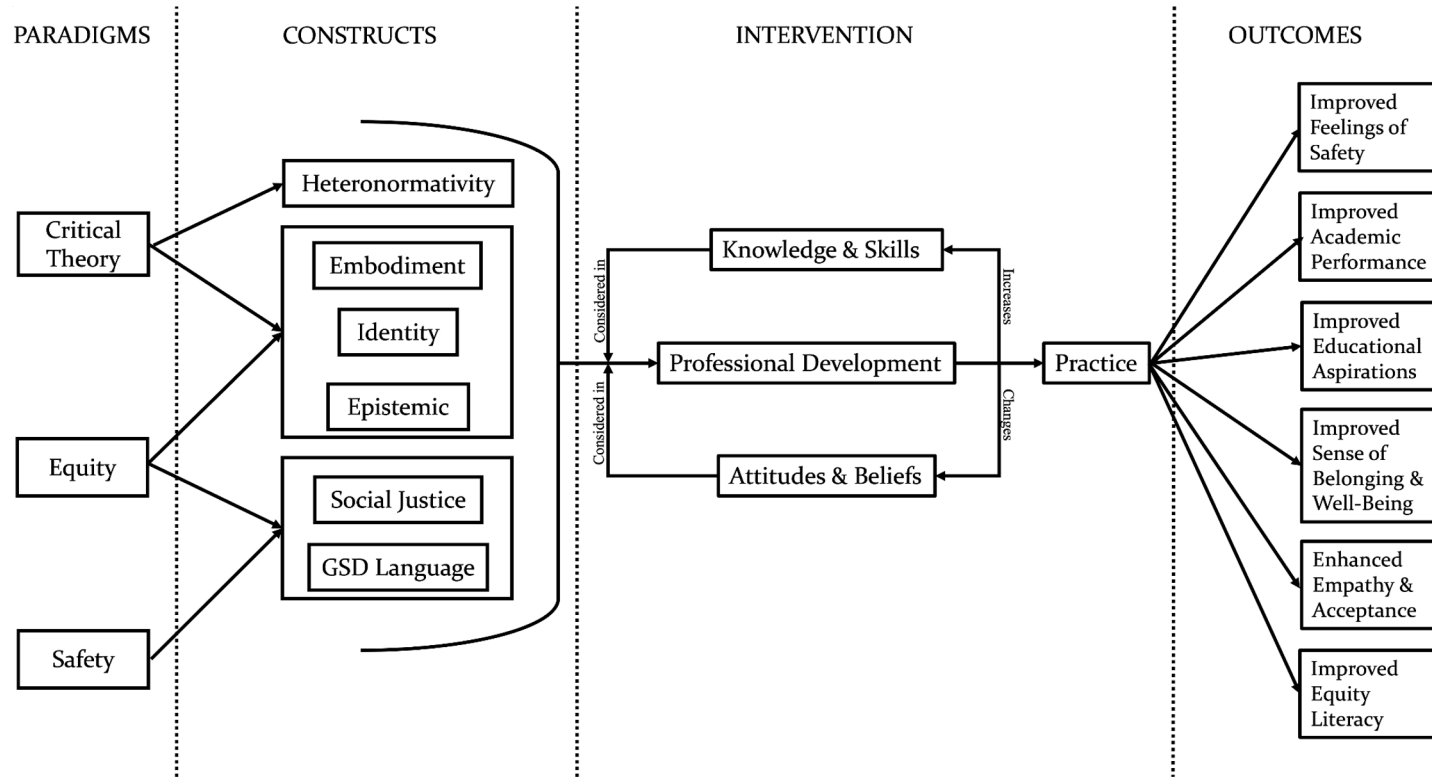 PARADIGMS
CONSTRUCTS
INTERVENTION
OUTCOMES
Critical
Theory
Equity
Safety
Heteronormativity
Embodiment
Identity
Epistemic
Social Justice
GSD Language
Considered in
Considered in
Knowledge & Skills
Professional Development
Attitudes & Beliefs
Increases
Changes
Practice
Improved
Feelings of
Safety
Improved
Academic
Performance
Improved
Educational
Aspirations
Improved
Sense of
Belonging &
Well-Being
Enhanced
Empathy &
Acceptance
Improved
Equity
Literacy